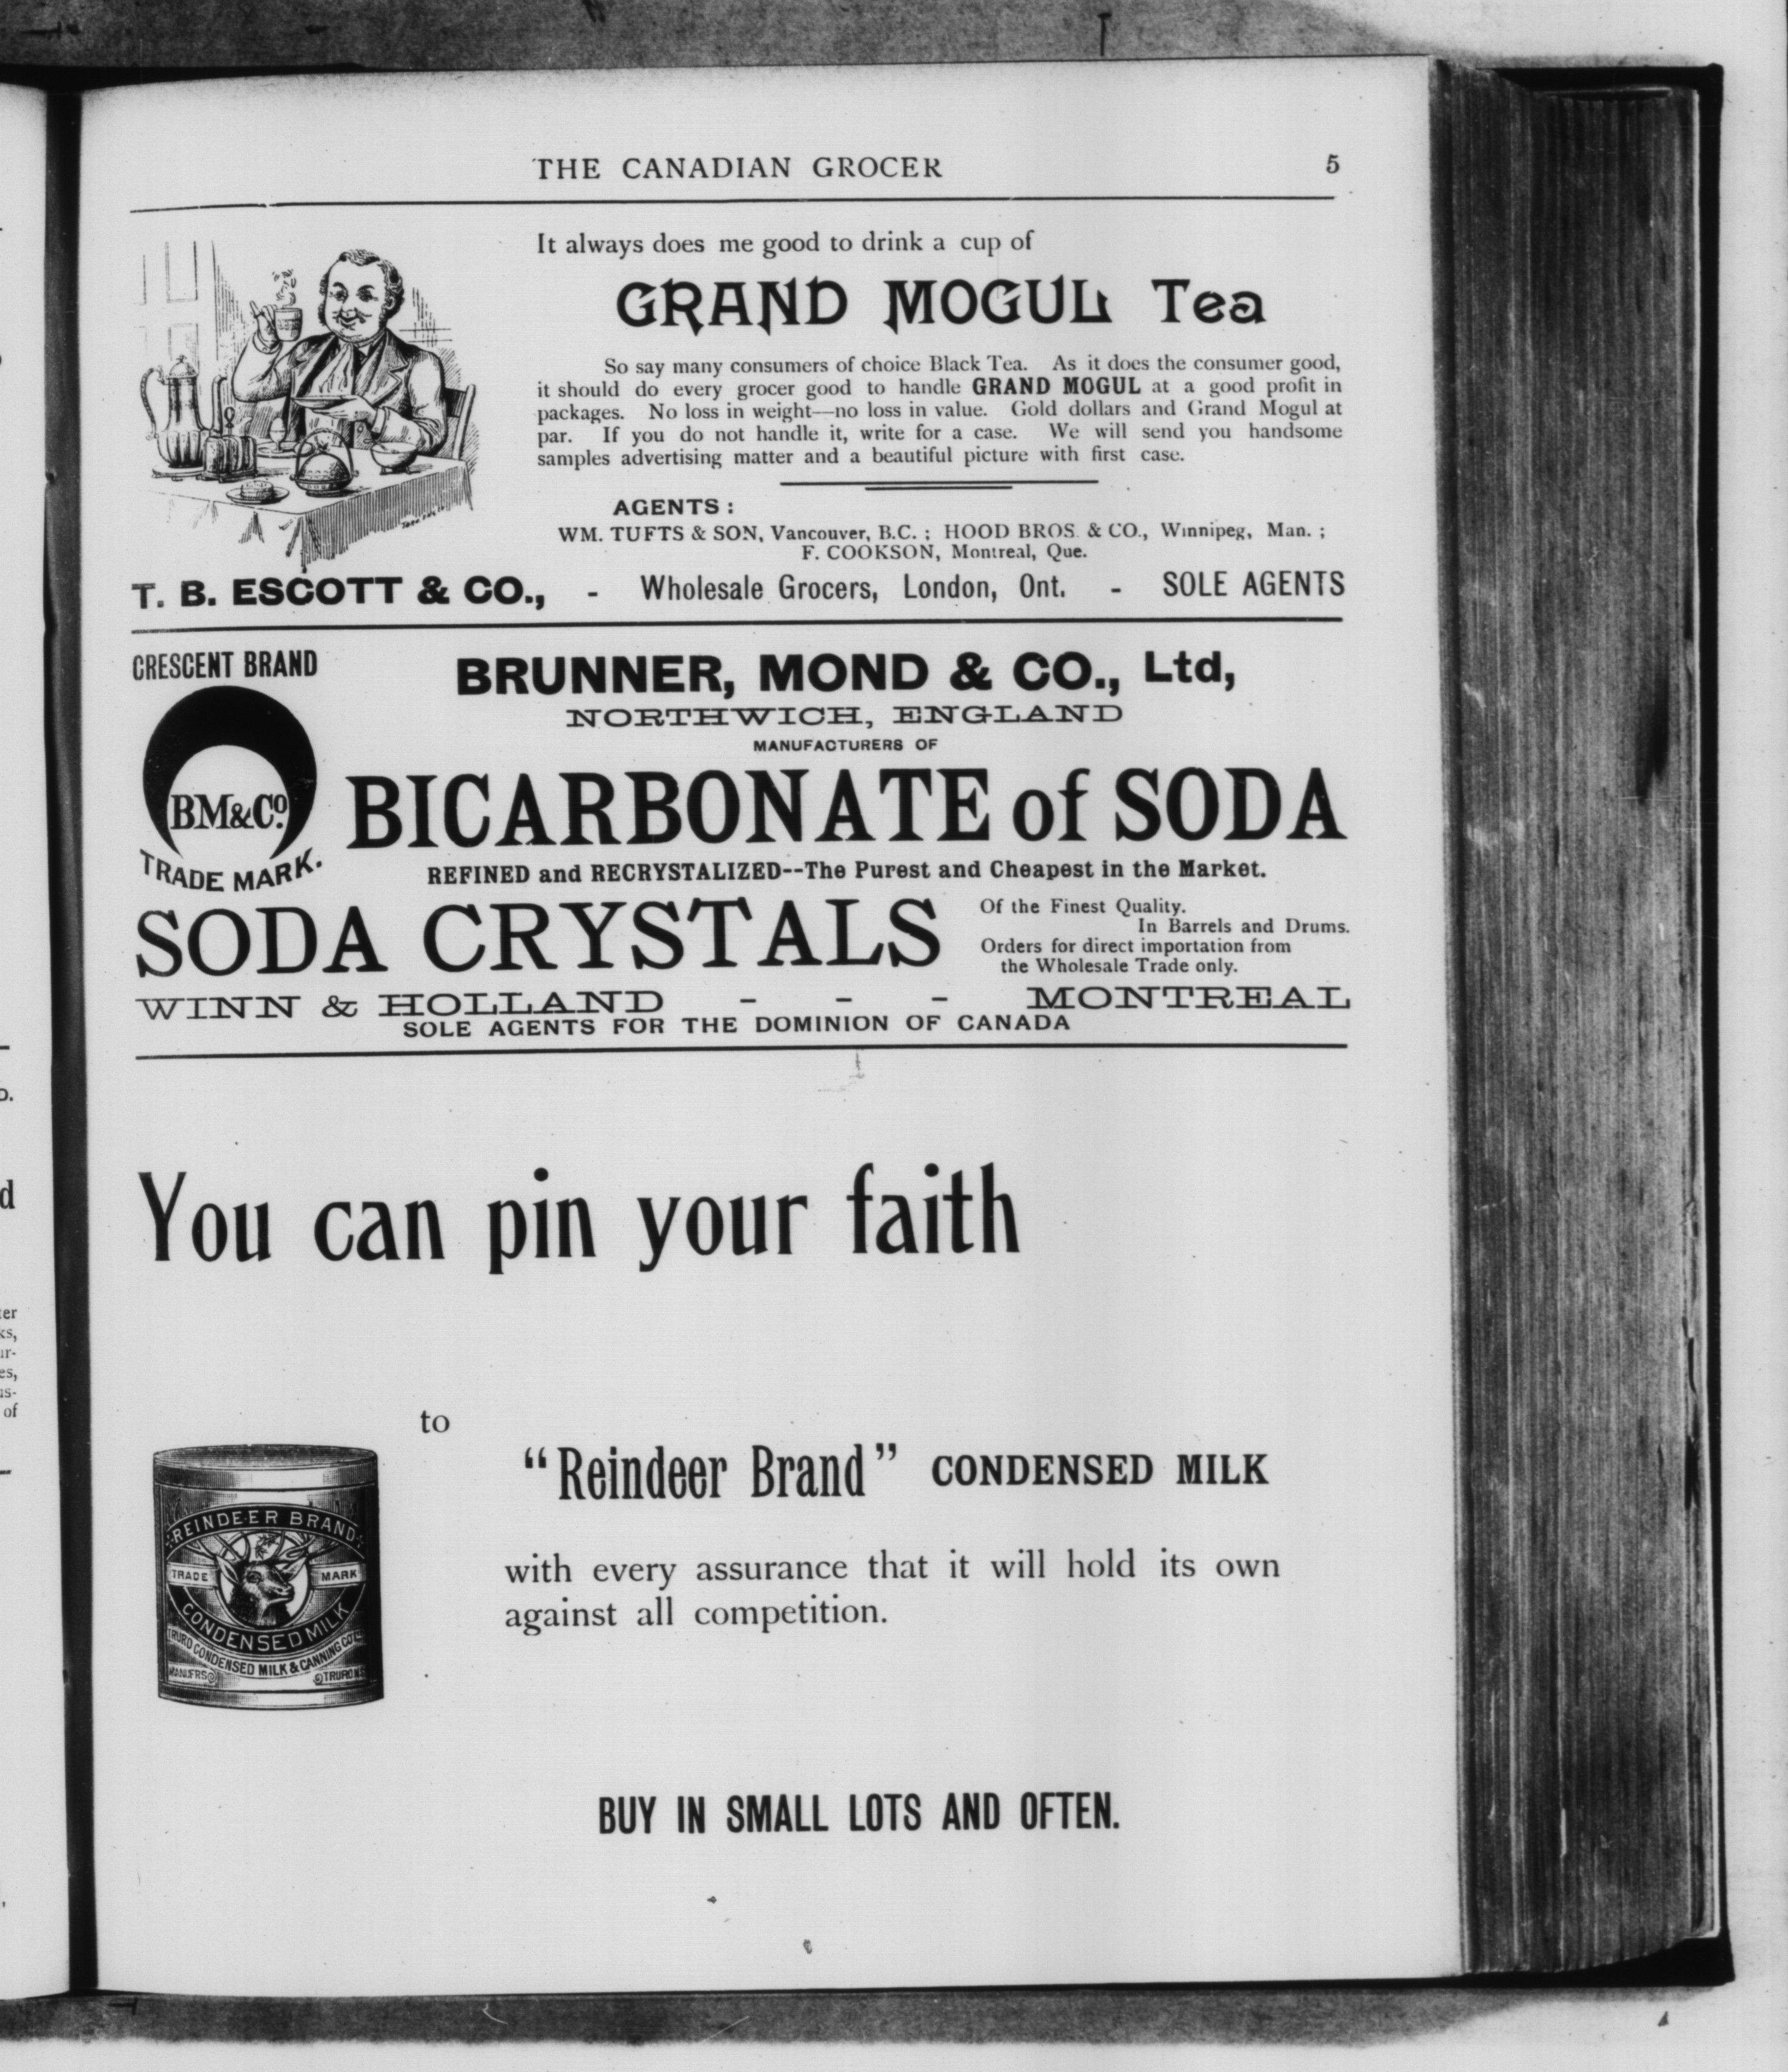 THE CANADIAN GROCER 5
It always does me good to drink a cup of
GRAND MOGUL Tea
So say many consumers of choice Black Tea. As it does the consumer good,
it should do every grocer good to handle GRAND MOGUL at a good profit in
packages. No loss in weight—no loss in value. Gold dollars and Grand Mogul at
par. If you do not handle it, write for a case. We will send you handsome
samples advertising matter and a beautiful picture with first case.
AGENTS:
WM. TUFTS & SON, Vancouver, B.C. ; HOOD BROS. & CO., Winnipeg, Man. ;
F. COOKSON, Montreal, Que.
T. B. ESCOTT & CO., - Wholesale Grocers, London, Ont. - SOLE AGENTS
CRESCENT BRAND
BM&Co.
TRADE MARK.
BRUNNER, MOND & CO., Ltd,
NORTHWICH, ENGLAND
MANUFACTURERS OF
BICARBONATE of SODA
REFINED and RECRYSTALIZED--The Purest and Cheapest in the Market.
SODA CRYSTALS
Of the Finest Quality.
In Barrels and Drums.
Orders for direct importation from
the Wholesale Trade only.
WINN & HOLLAND - - - MONTREAL
SOLE AGENTS FOR THE DOMINION OF CANADA
You can pin your faith
to
"Reindeer Brand" CONDENSED MILK
with every assurance that it will hold its own
against all competition.
REINDEER BRAND
TRADE MARK
CONDENSED MILK
TRURO CONDENSED MILK & CANNING CO
MANUFRS
TRURO N.S.
BUY IN SMALL LOTS AND OFTEN.